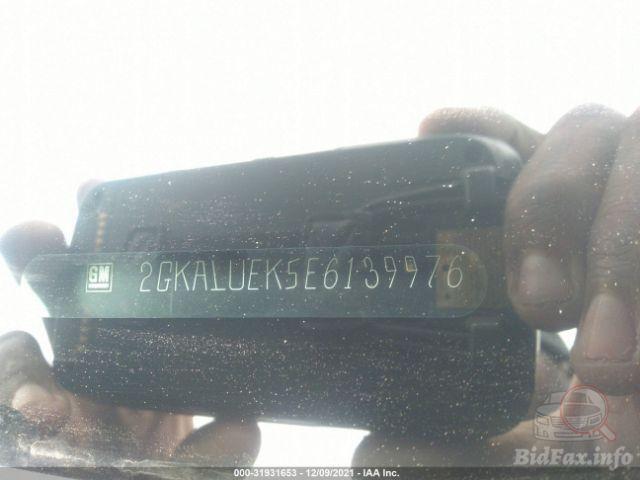 GM 2GKALUEK5E6139976
BidFax.info
000-31931653 - 12/09/2021 - IAA Inc.